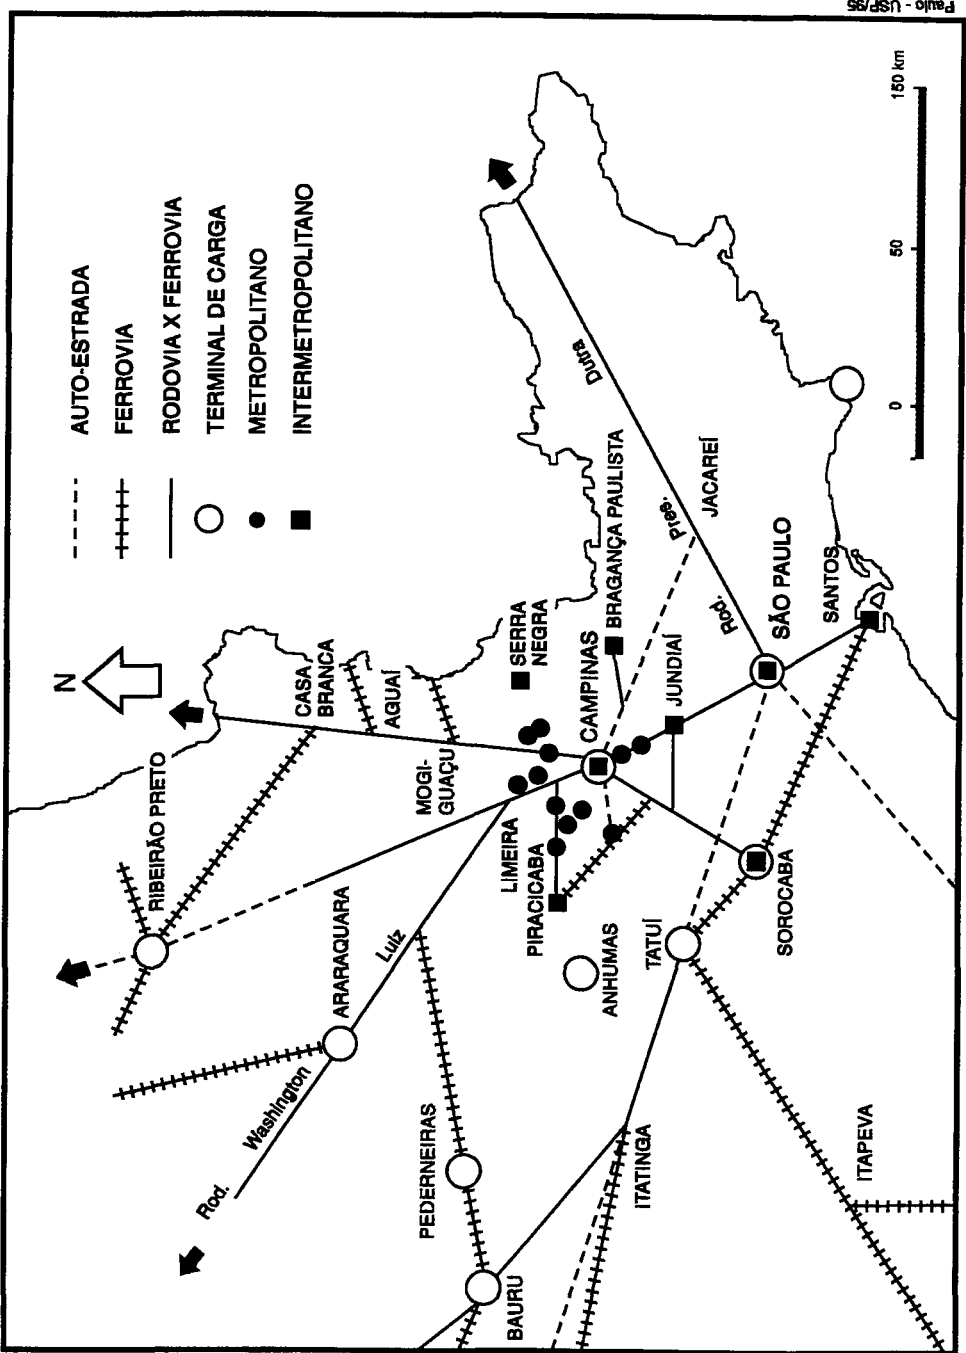 Paulo - USP/95
N
AUTO-ESTRADA
FERROVIA
RODOVIA X FERROVIA
TERMINAL DE CARGA
METROPOLITANO
INTERMETROPOLITANO
RIBEIRÃO PRETO
CASA
BRANCA
AGUAÍ
MOGI-
GUAÇU
SERRA
NEGRA
ARARAQUARA
Rod.
Washington
Luiz
LIMEIRA
PIRACICABA
CAMPINAS
BRAGANÇA PAULISTA
Rod.
Pres.
Dutra
JACAREÍ
JUNDIAÍ
PEDERNEIRAS
BAURU
ANHUMAS
TATUÍ
ITATINGA
SOROCABA
SÃO PAULO
SANTOS
ITAPEVA
0
50
150 km